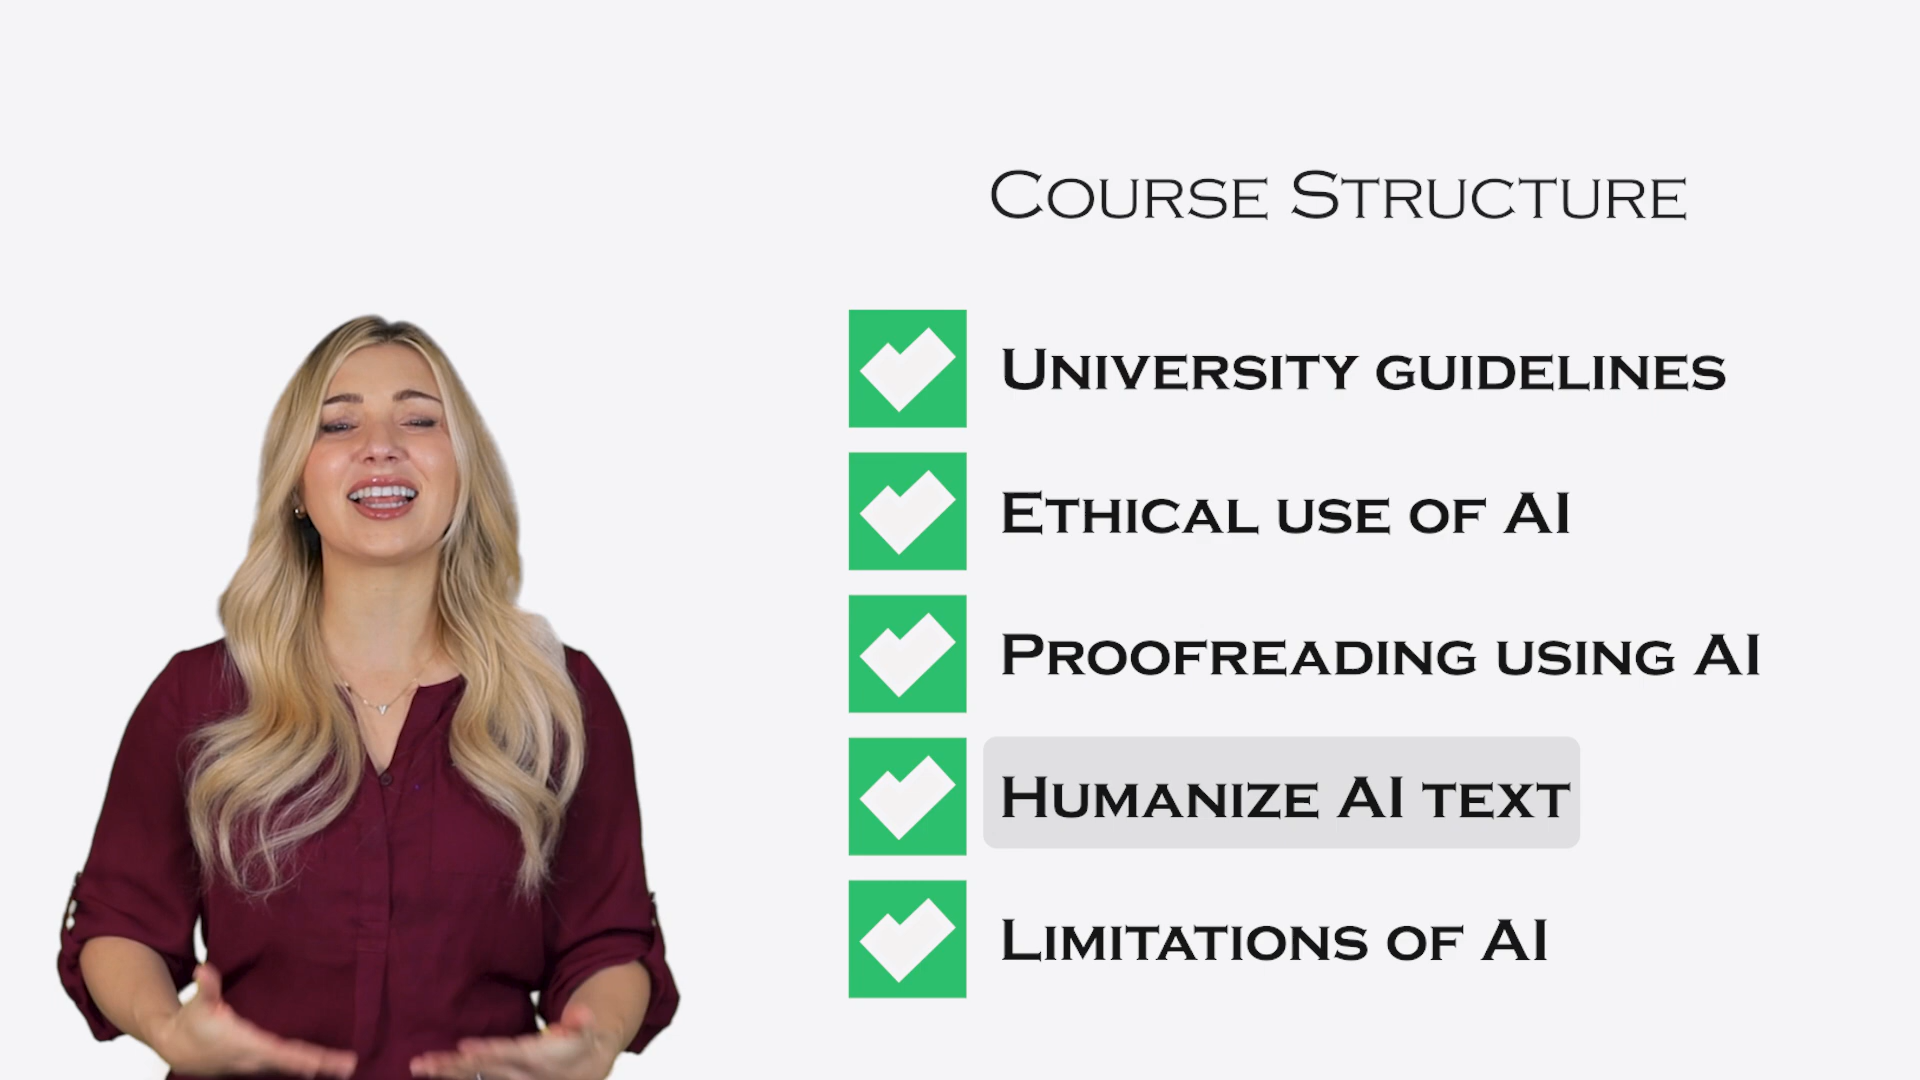 Course Structure
University guidelines
Ethical use of AI
Proofreading using AI
Humanize AI text
Limitations of AI